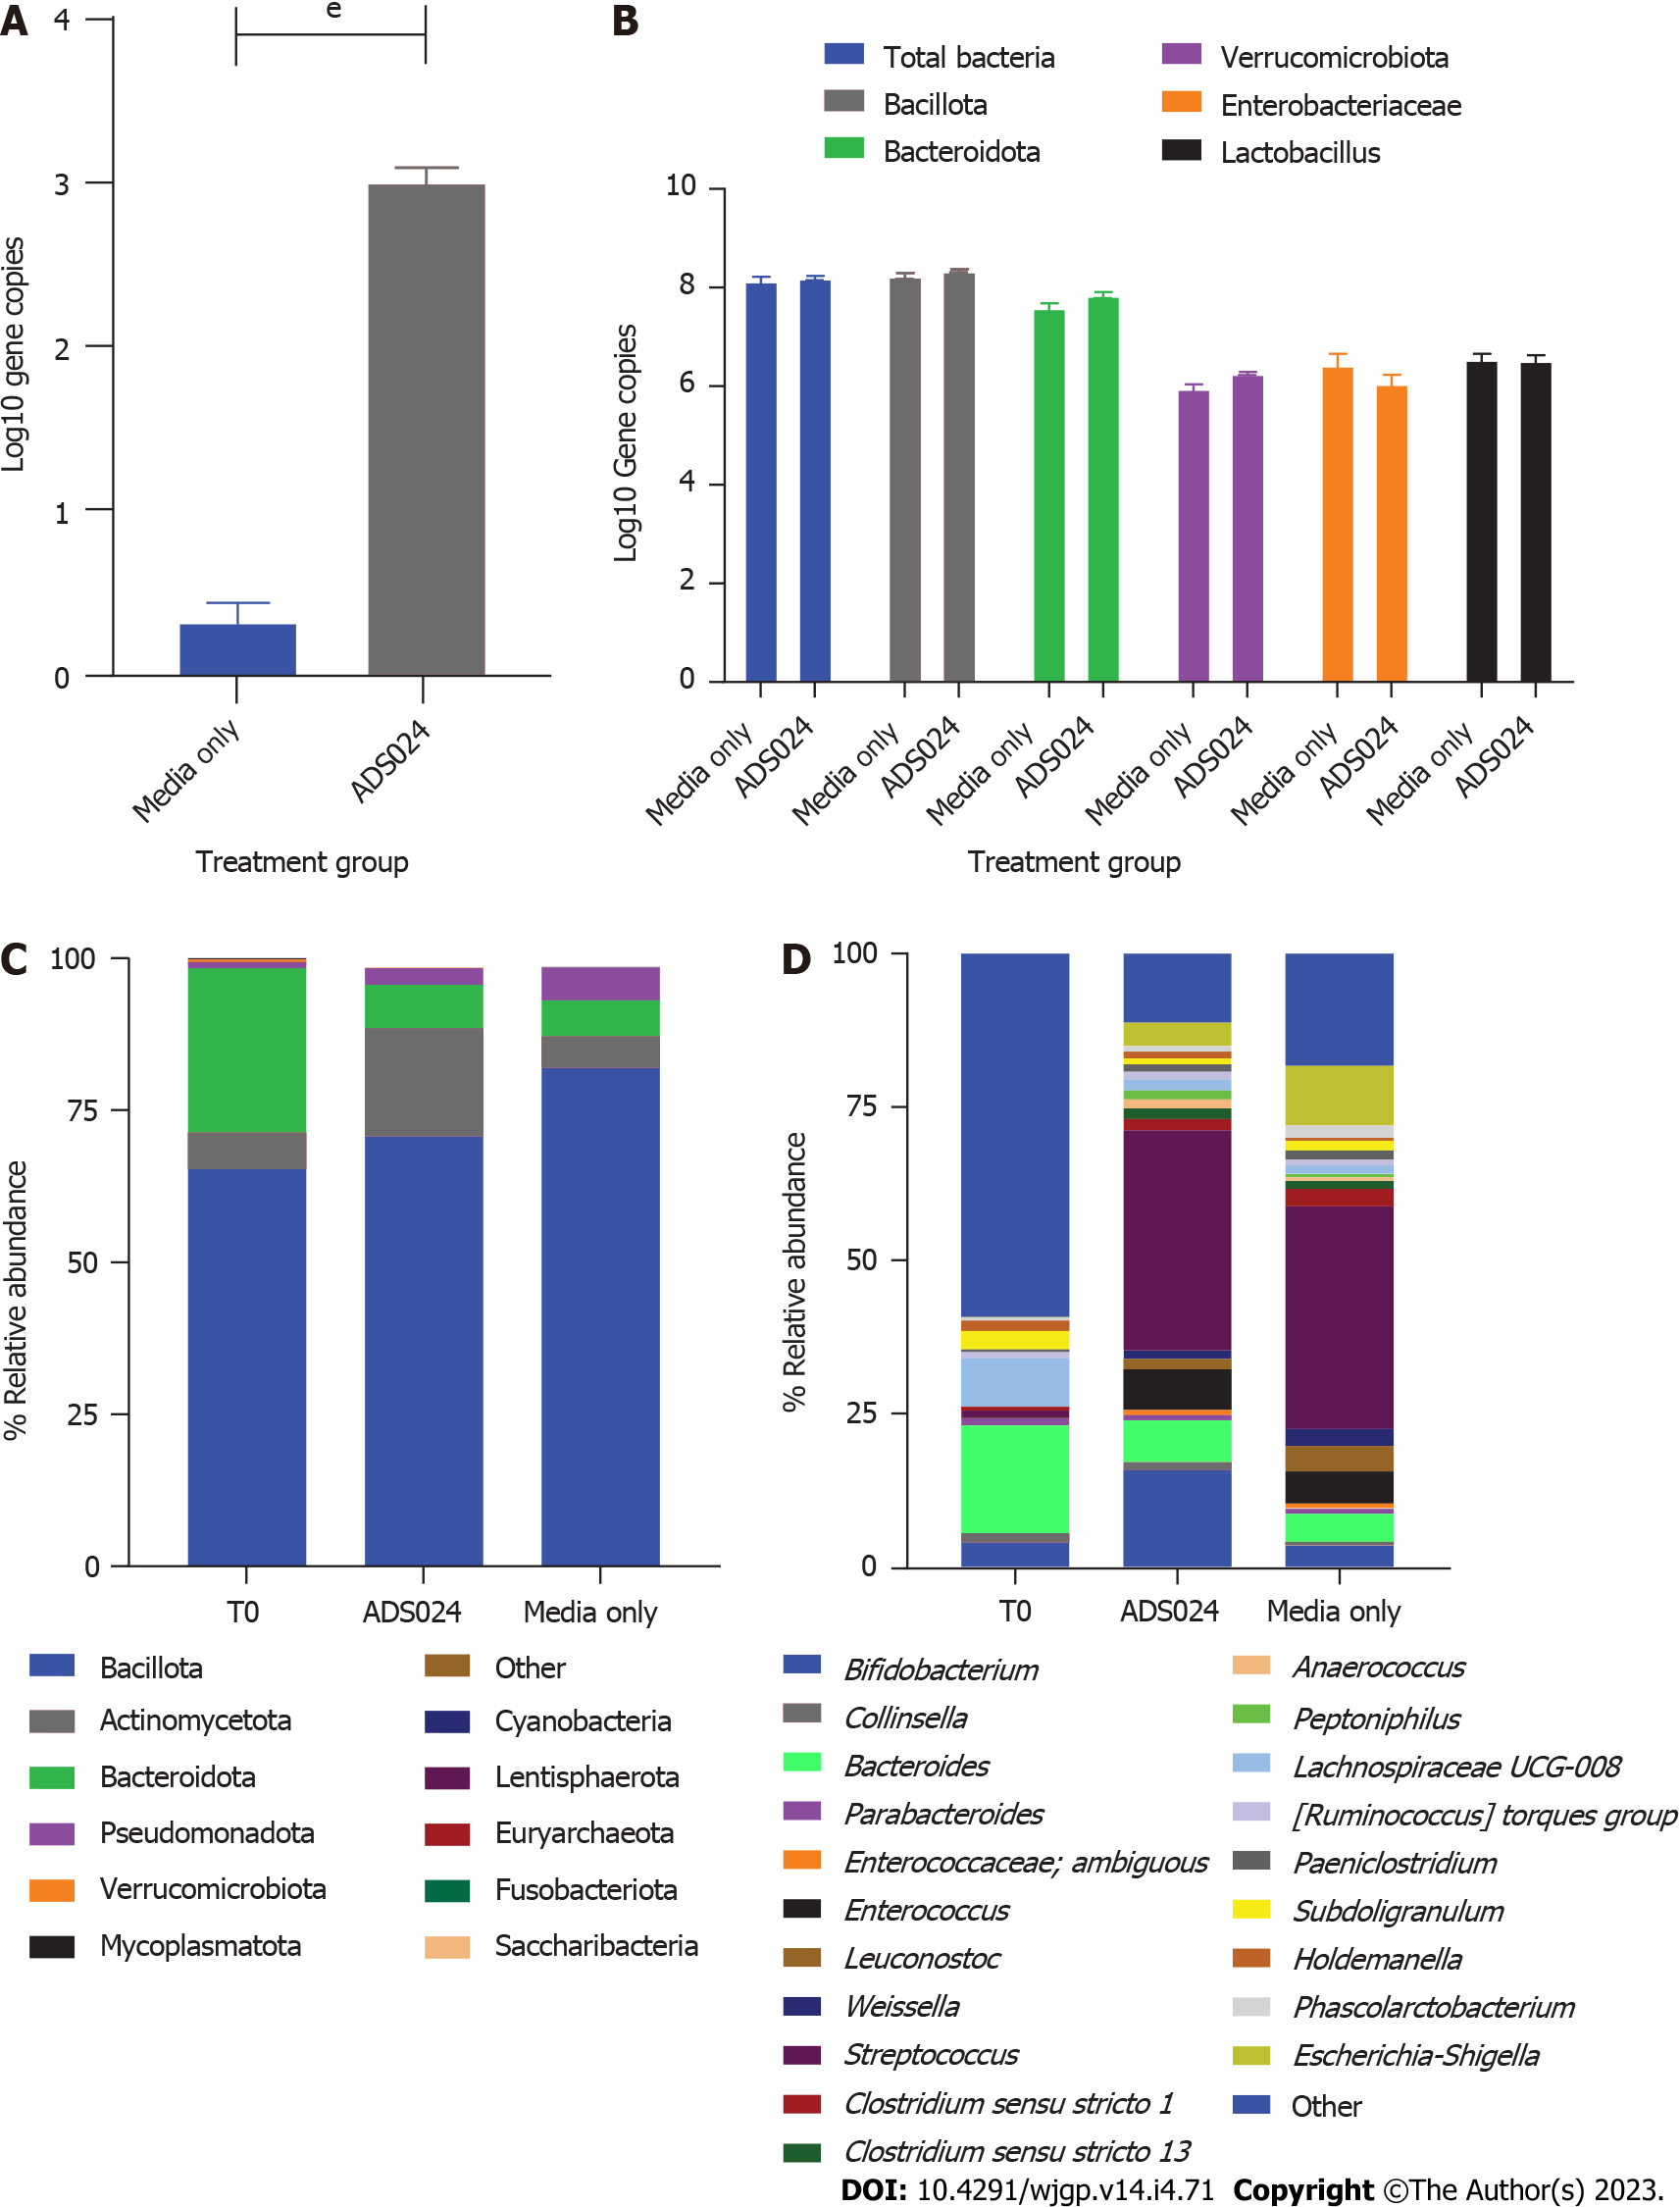 A
e
4
3
2
1
0
Log10 gene copies
Media only
ADS024
Treatment group
B
Total bacteria
Bacillota
Bacteroidota
Verrucomicrobiota
Enterobacteriaceae
Lactobacillus
10
8
6
4
2
0
Log10 Gene copies
Media only
ADS024
Media only
ADS024
Media only
ADS024
Media only
ADS024
Media only
ADS024
Media only
ADS024
Treatment group
C
100
75
50
25
0
% Relative abundance
T0
ADS024
Media only
Bacillota
Actinomycetota
Bacteroidota
Pseudomonadota
Verrucomicrobiota
Mycoplasmatota
Other
Cyanobacteria
Lentisphaerota
Euryarchaeota
Fusobacteriota
Saccharibacteria
D
100
75
50
25
0
% Relative abundance
T0
ADS024
Media only
Bifidobacterium
Collinsella
Bacteroides
Parabacteroides
Enterococcaceae; ambiguous
Enterococcus
Leuconostoc
Weissella
Streptococcus
Clostridium sensu stricto 1
Clostridium sensu stricto 13
Anaerococcus
Peptoniphilus
Lachnospiraceae UCG-008
[Ruminococcus] torques group
Paeniclostridium
Subdoligranulum
Holdemanella
Phascolarctobacterium
Escherichia-Shigella
Other
DOI: 10.4291/wjgp.v14.i4.71 Copyright ©The Author(s) 2023.